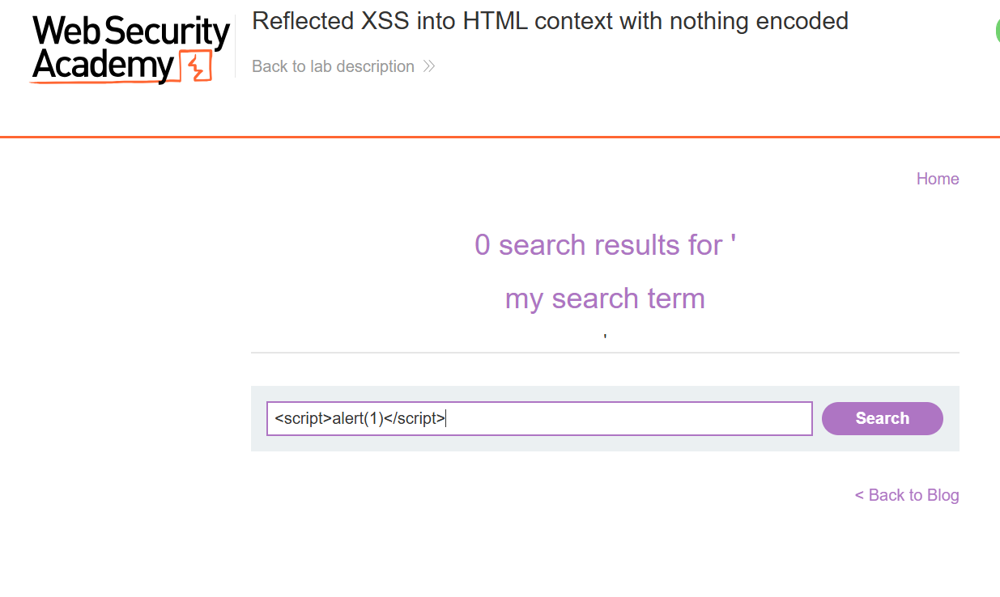 Web Security
Academy
Reflected XSS into HTML context with nothing encoded
Back to lab description
Home
0 search results for '
my search term
'
<script>alert(1)</script>
Search
< Back to Blog